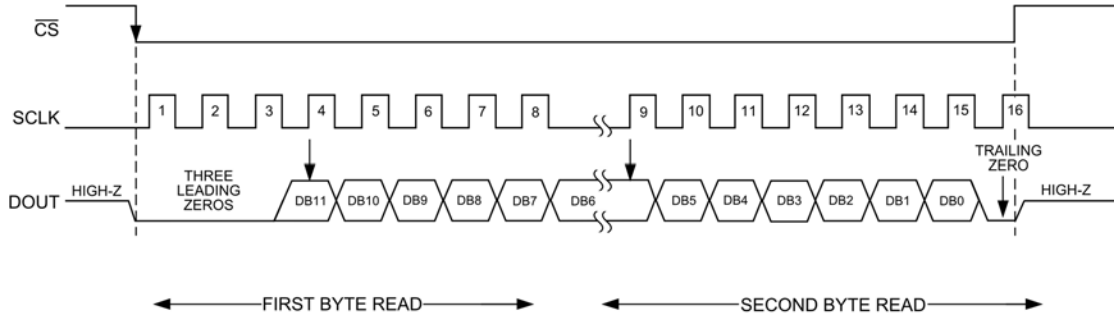 CS
SCLK
1 2 3 4 5 6 7 8 9 10 11 12 13 14 15 16
TRAILING
ZERO
DOUT
HIGH-Z
THREE
LEADING
ZEROS
DB11 DB10 DB9 DB8 DB7 DB6 DB5 DB4 DB3 DB2 DB1 DB0
HIGH-Z
FIRST BYTE READ
SECOND BYTE READ